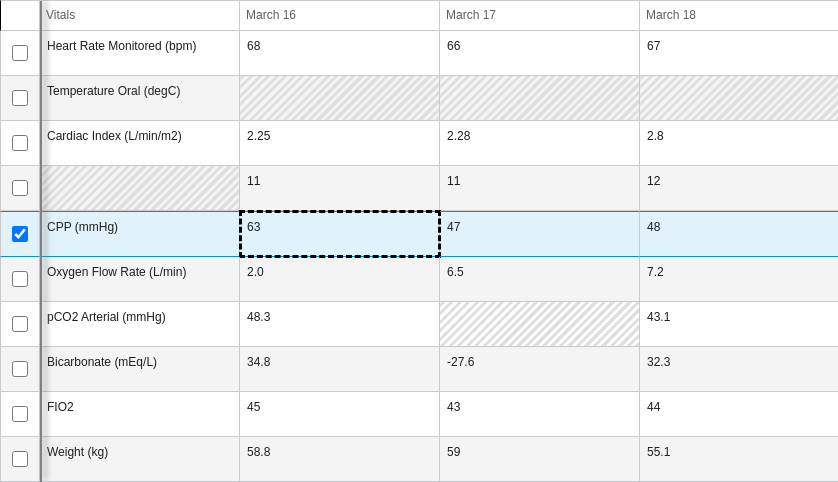 Vitals March 16 March 17 March 18
Heart Rate Monitored (bpm) 68 66 67
Temperature Oral (degC)
Cardiac Index (L/min/m2) 2.25 2.28 2.8
11 11 12
CPP (mmHg) 63 47 48
Oxygen Flow Rate (L/min) 2.0 6.5 7.2
pCO2 Arterial (mmHg) 48.3 43.1
Bicarbonate (mEq/L) 34.8 -27.6 32.3
FIO2 45 43 44
Weight (kg) 58.8 59 55.1